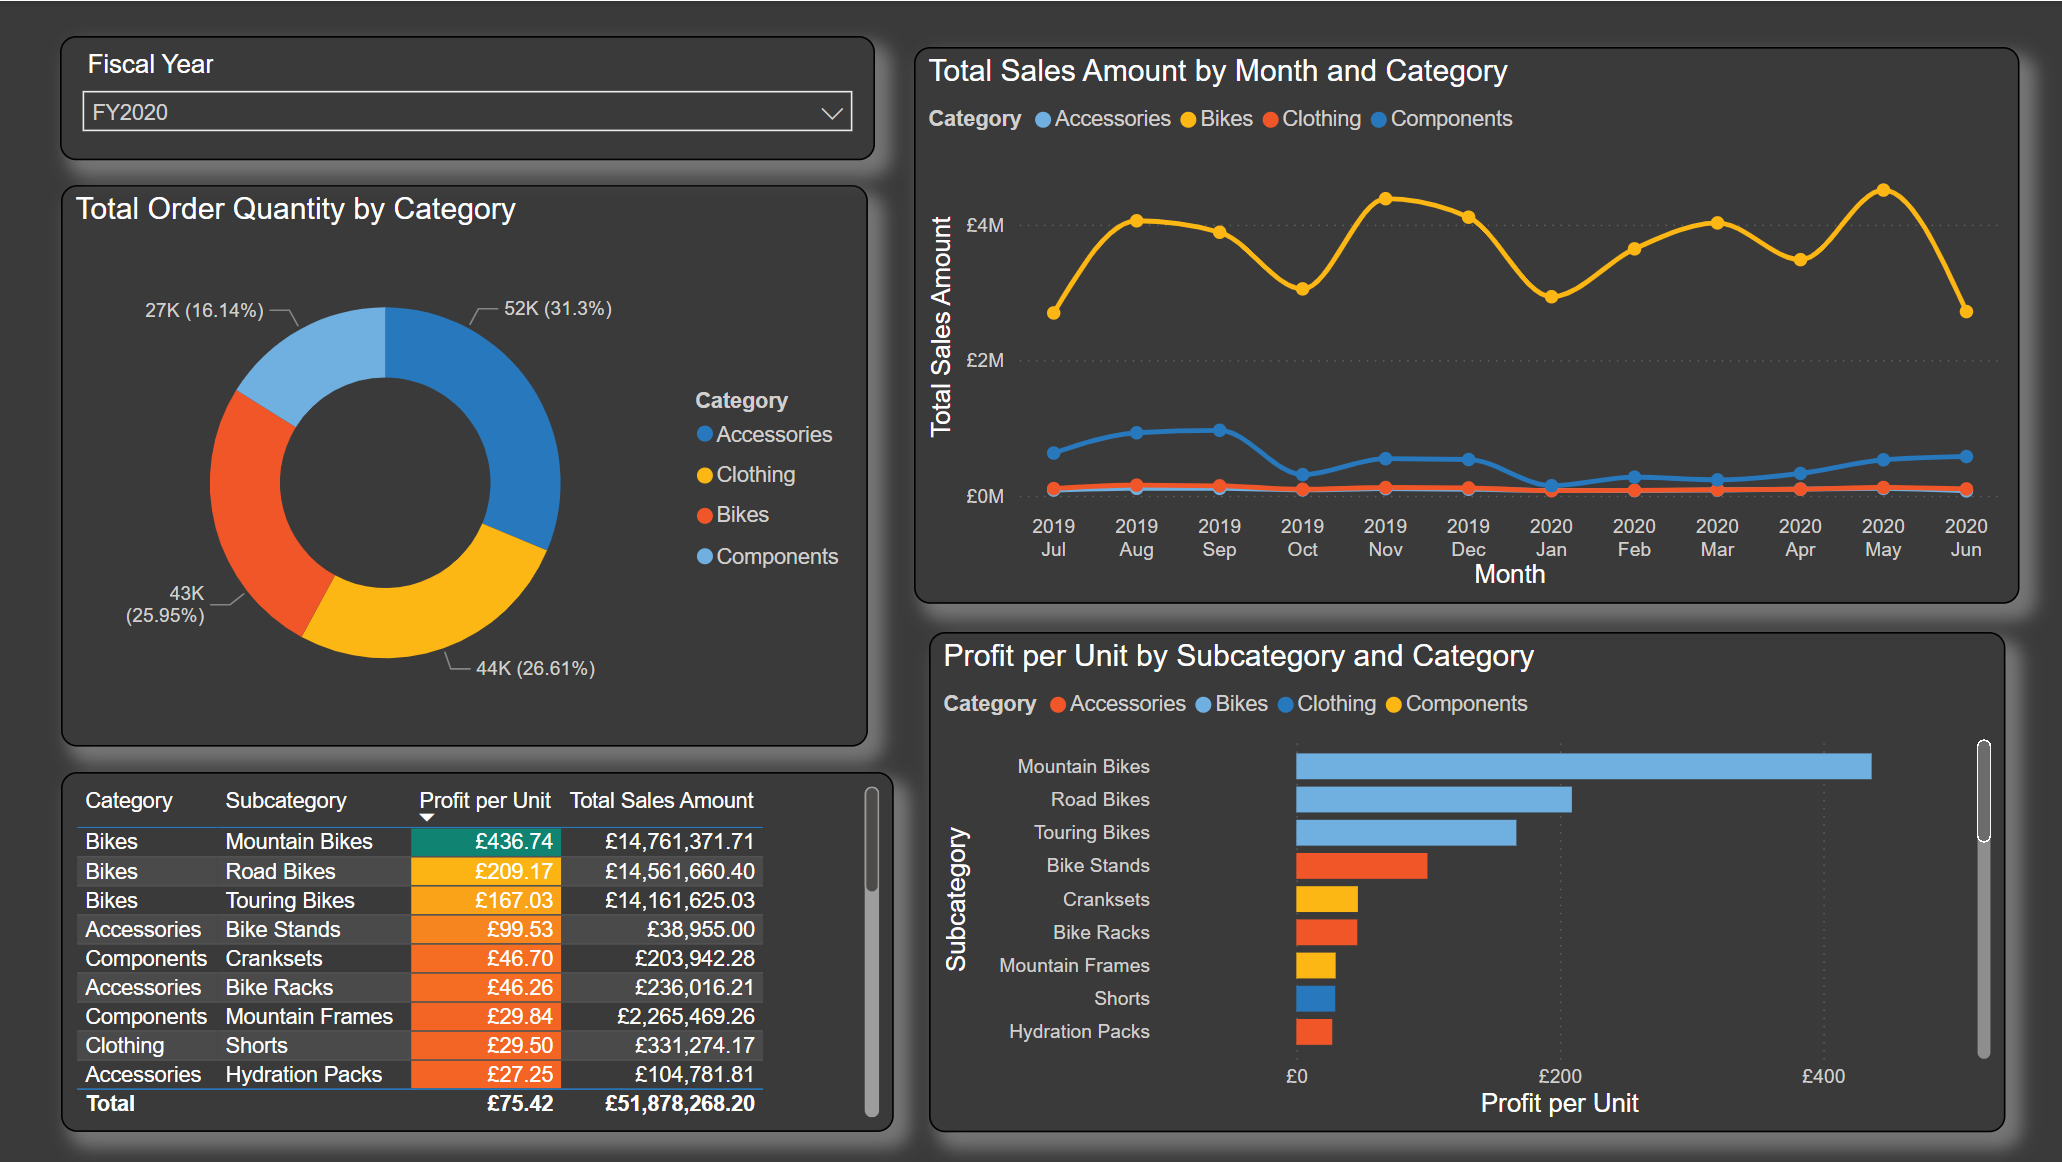 Fiscal Year
FY2020
Total Order Quantity by Category
27K (16.14%)
52K (31.3%)
43K
(25.95%)
44K (26.61%)
Category
Accessories
Clothing
Bikes
Components
Category Subcategory Profit per Unit Total Sales Amount
Bikes Mountain Bikes £436.74 £14,761,371.71
Bikes Road Bikes £209.17 £14,561,660.40
Bikes Touring Bikes £167.03 £14,161,625.03
Accessories Bike Stands £99.53 £38,955.00
Components Cranksets £46.70 £203,942.28
Accessories Bike Racks £46.26 £236,016.21
Components Mountain Frames £29.84 £2,265,469.26
Clothing Shorts £29.50 £331,274.17
Accessories Hydration Packs £27.25 £104,781.81
Total £75.42 £51,878,268.20
Total Sales Amount by Month and Category
Category Accessories Bikes Clothing Components
Total Sales Amount
£4M
£2M
£0M
2019 2019 2019 2019 2019 2019 2020 2020 2020 2020 2020 2020
Jul Aug Sep Oct Nov Dec Jan Feb Mar Apr May Jun
Month
Profit per Unit by Subcategory and Category
Category Accessories Bikes Clothing Components
Subcategory
Mountain Bikes
Road Bikes
Touring Bikes
Bike Stands
Cranksets
Bike Racks
Mountain Frames
Shorts
Hydration Packs
£0 £200 £400
Profit per Unit